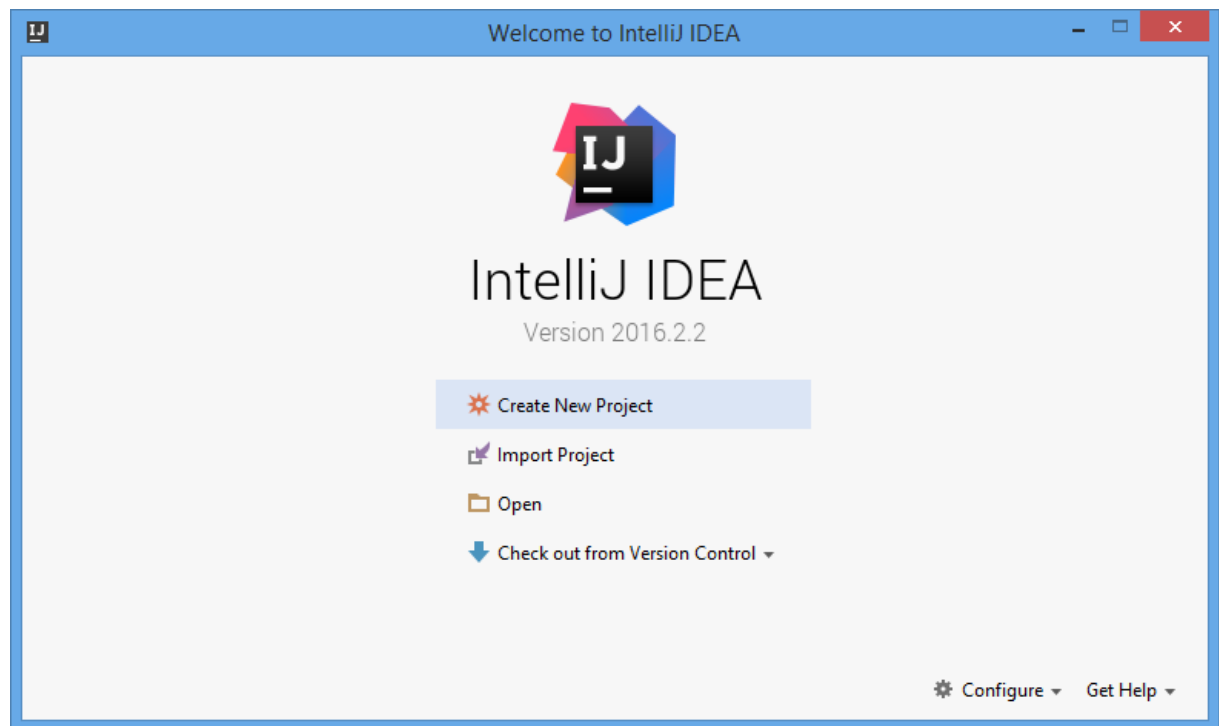 IJ
Welcome to IntelliJ IDEA
IJ
IntelliJ IDEA
Version 2016.2.2
Create New Project
Import Project
Open
Check out from Version Control
Configure Get Help